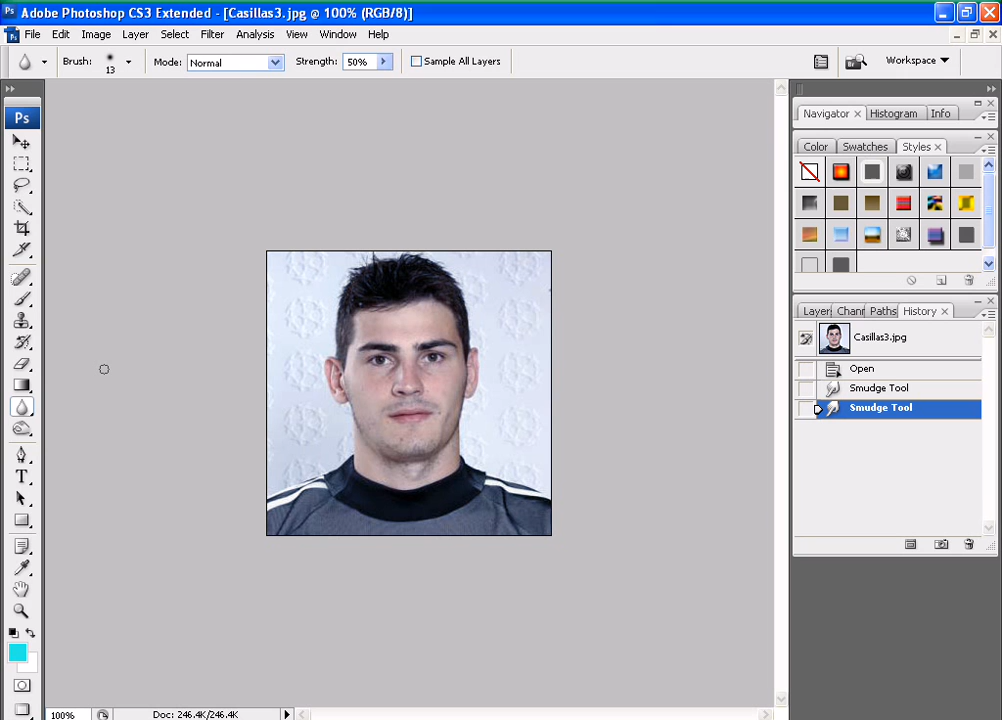 Adobe Photoshop CS3 Extended - [Casillas3.jpg @ 100% (RGB/8)]
File Edit Image Layer Select Filter Analysis View Window Help
Brush: 13 Mode: Normal Strength: 50% Sample All Layers Workspace
Ps
Navigator Histogram Info
Color Swatches Styles
Layer Chann Paths History
Casillas3.jpg
Open
Smudge Tool
Smudge Tool
100% Doc: 246.4K/246.4K